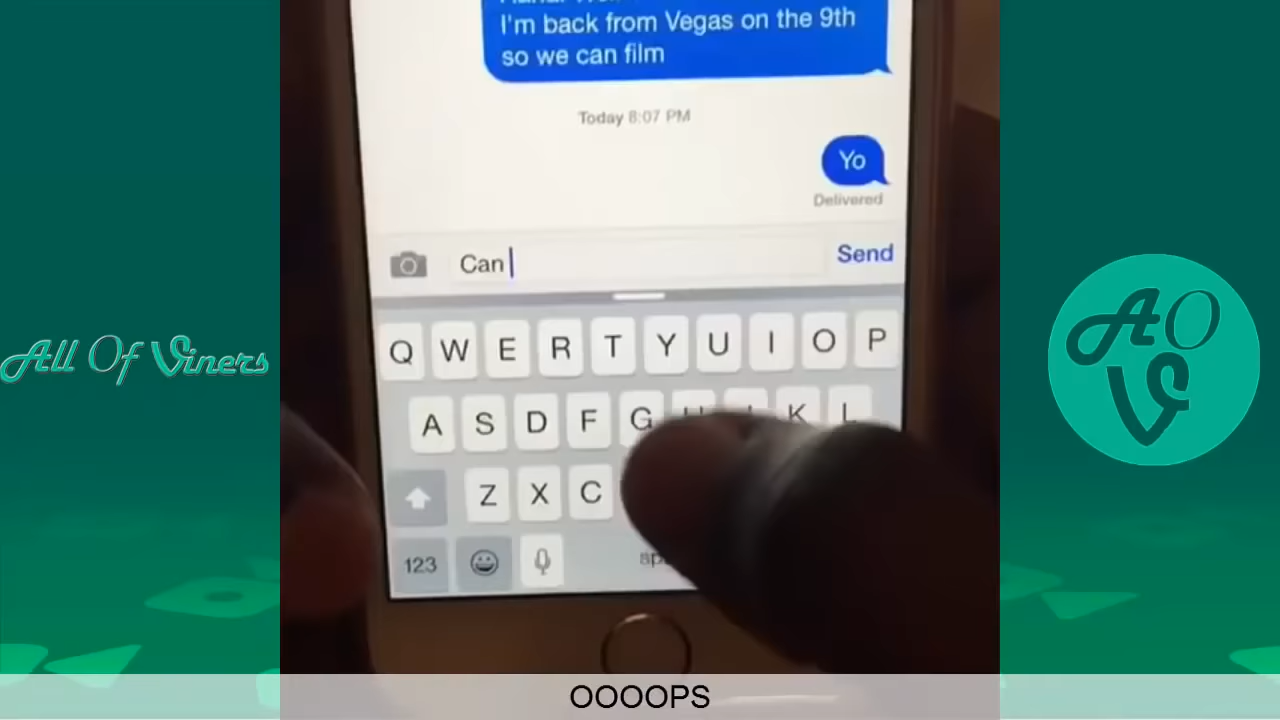 I'm back from Vegas on the 9th
so we can film
Today 8:07 PM
Yo
Delivered
Can
Send
Q W E R T Y U I O P
A S D F G K L
Z X C
123
All Of Viners
AOV
OOOOPS